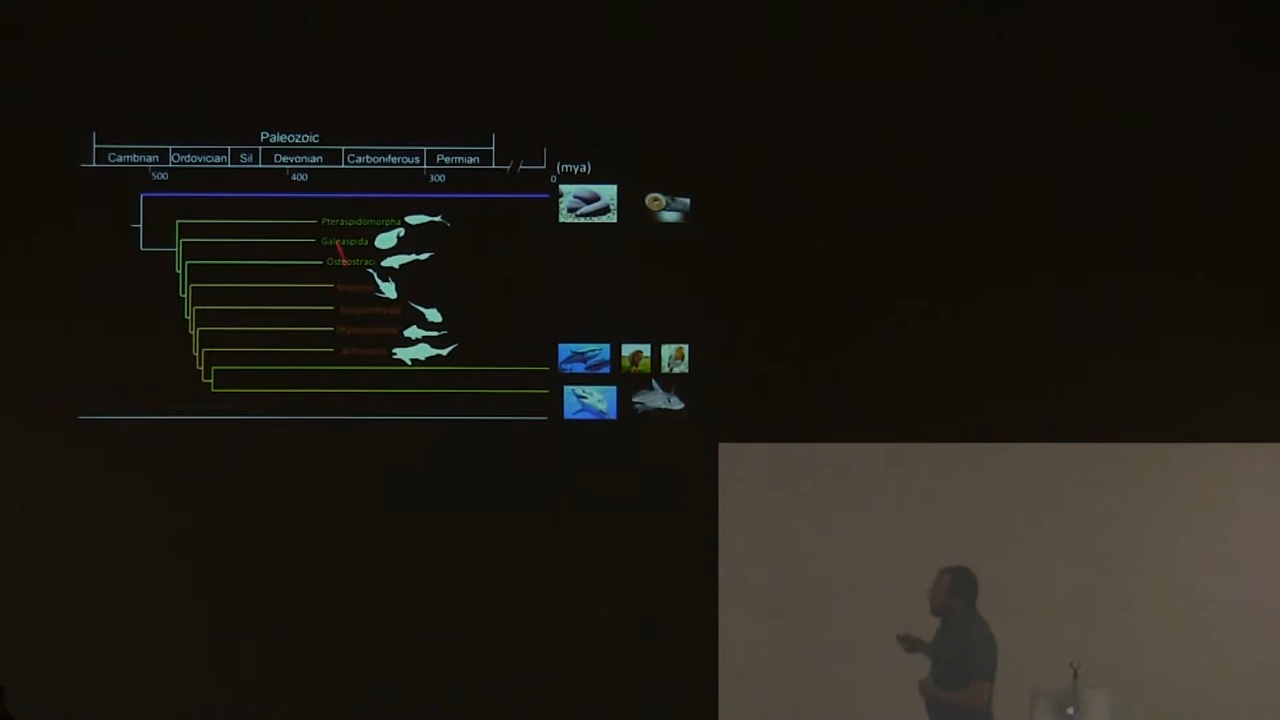 Paleozoic
Cambrian Ordovician Sil Devonian Carboniferous Permian
(mya)
500 400 300 0
Pteraspidomorpha
Galeaspida
Osteostraci